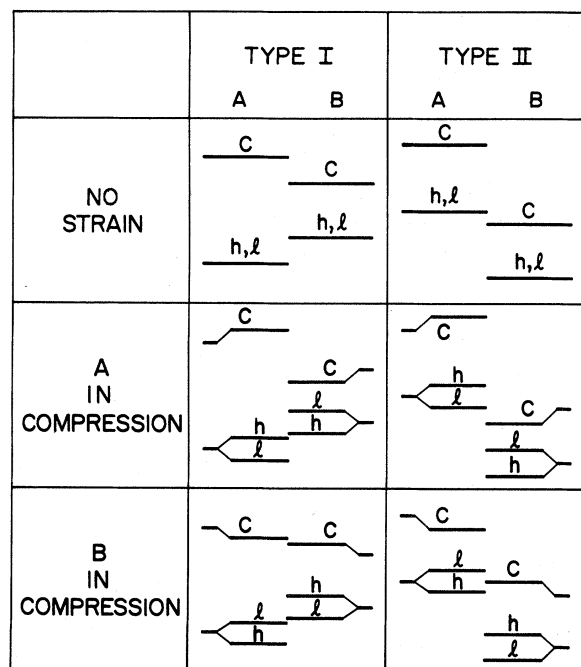 TYPE I TYPE II
A B A B
C C C C
h,ℓ h,ℓ h,ℓ h,ℓ
NO
STRAIN
C C C C
h ℓ ℓ h h ℓ ℓ h
A
IN
COMPRESSION
C C C C
ℓ h h ℓ ℓ h h ℓ
B
IN
COMPRESSION